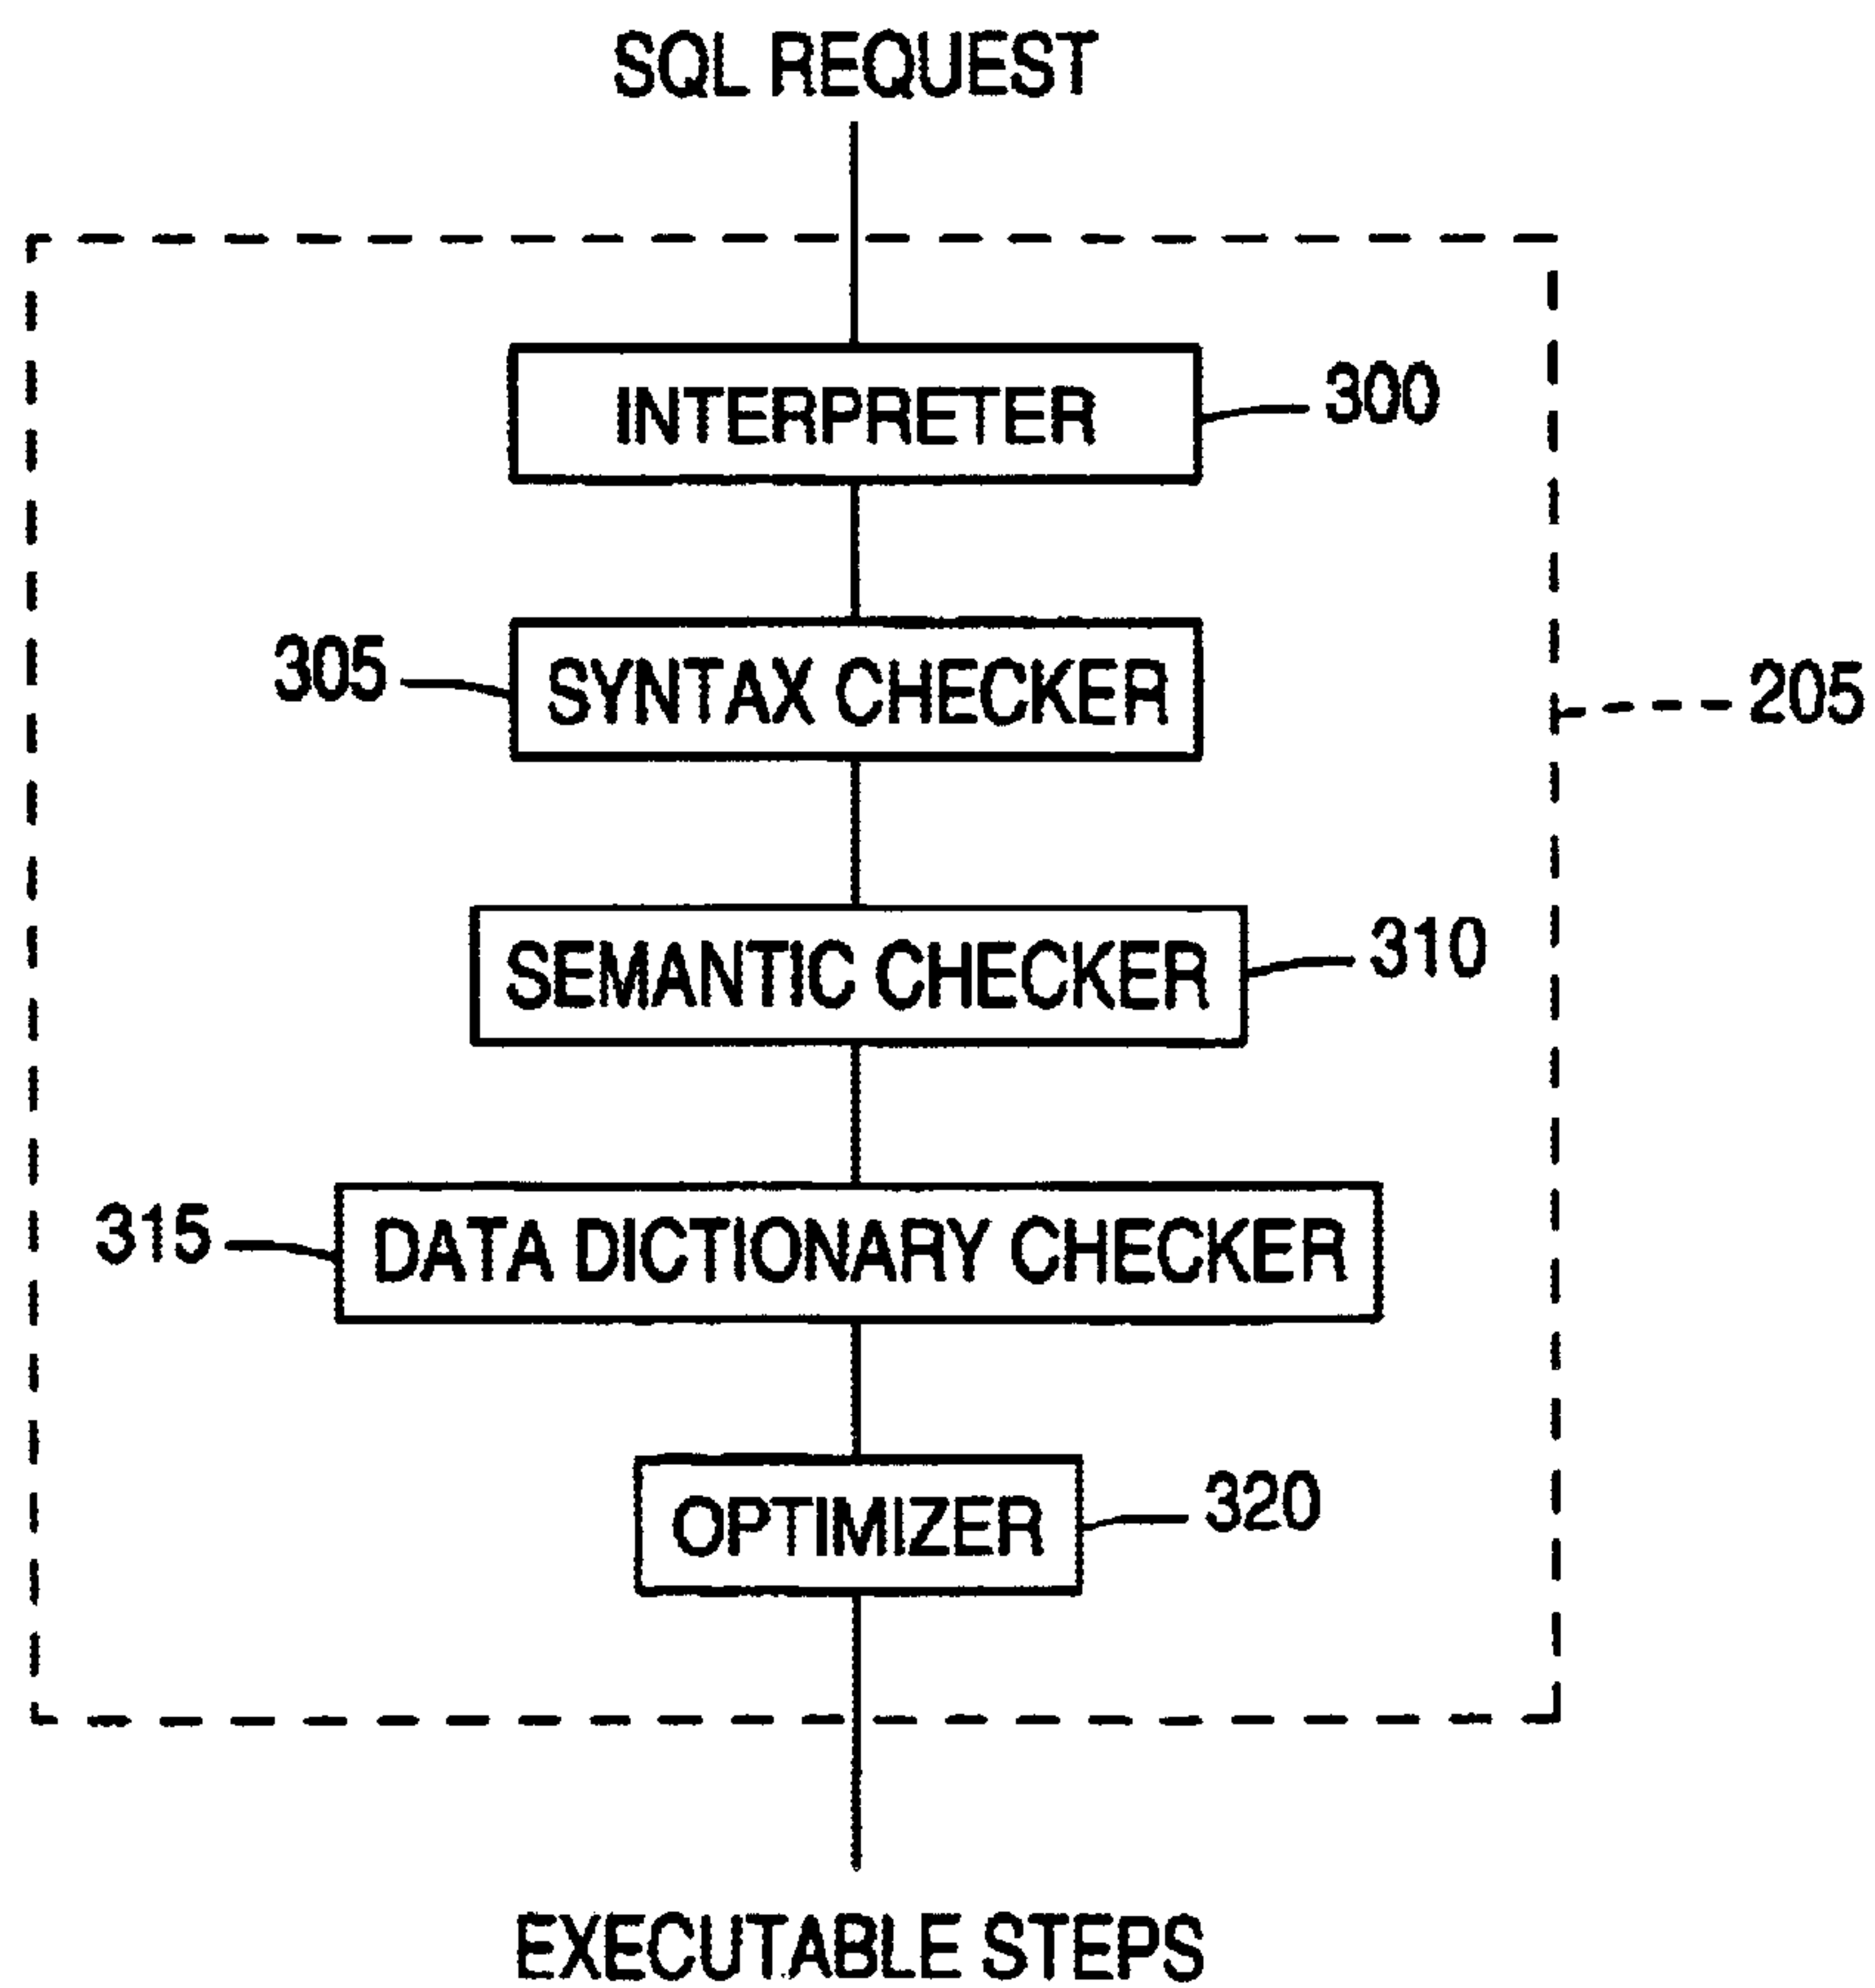 SQL REQUEST
INTERPRETER
300
305
SYNTAX CHECKER
205
SEMANTIC CHECKER
310
315
DATA DICTIONARY CHECKER
OPTIMIZER
320
EXECUTABLE STEPS